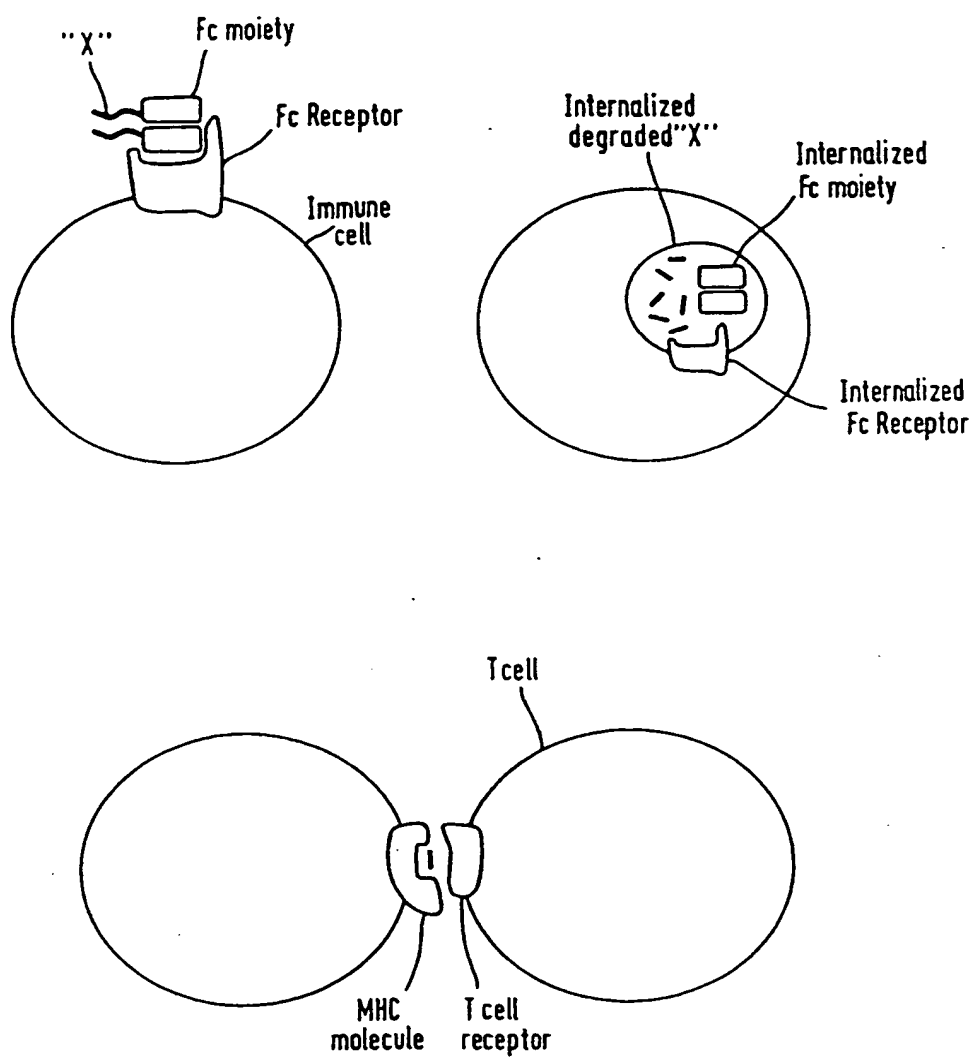 "X"
Fc moiety
Fc Receptor
Immune
cell
Internalized
degraded "X"
Internalized
Fc moiety
Internalized
Fc Receptor
T cell
MHC
molecule
T cell
receptor